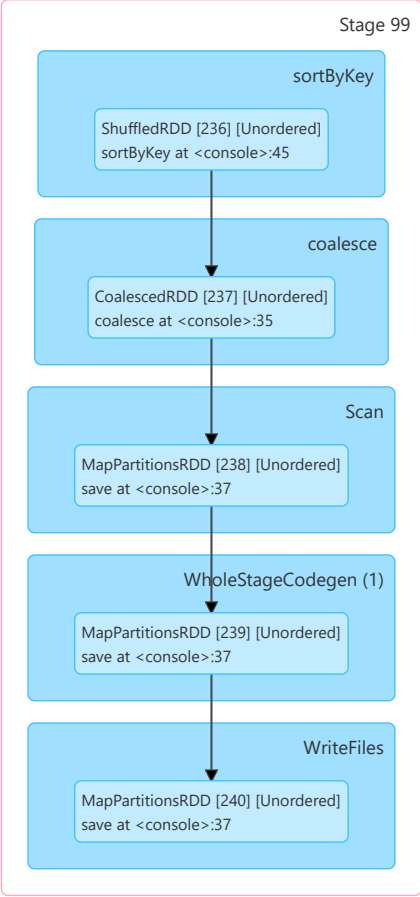 Stage 99
sortByKey
ShuffledRDD [236] [Unordered]
sortByKey at <console>:45
coalesce
CoalescedRDD [237] [Unordered]
coalesce at <console>:35
Scan
MapPartitionsRDD [238] [Unordered]
save at <console>:37
WholeStageCodegen (1)
MapPartitionsRDD [239] [Unordered]
save at <console>:37
WriteFiles
MapPartitionsRDD [240] [Unordered]
save at <console>:37